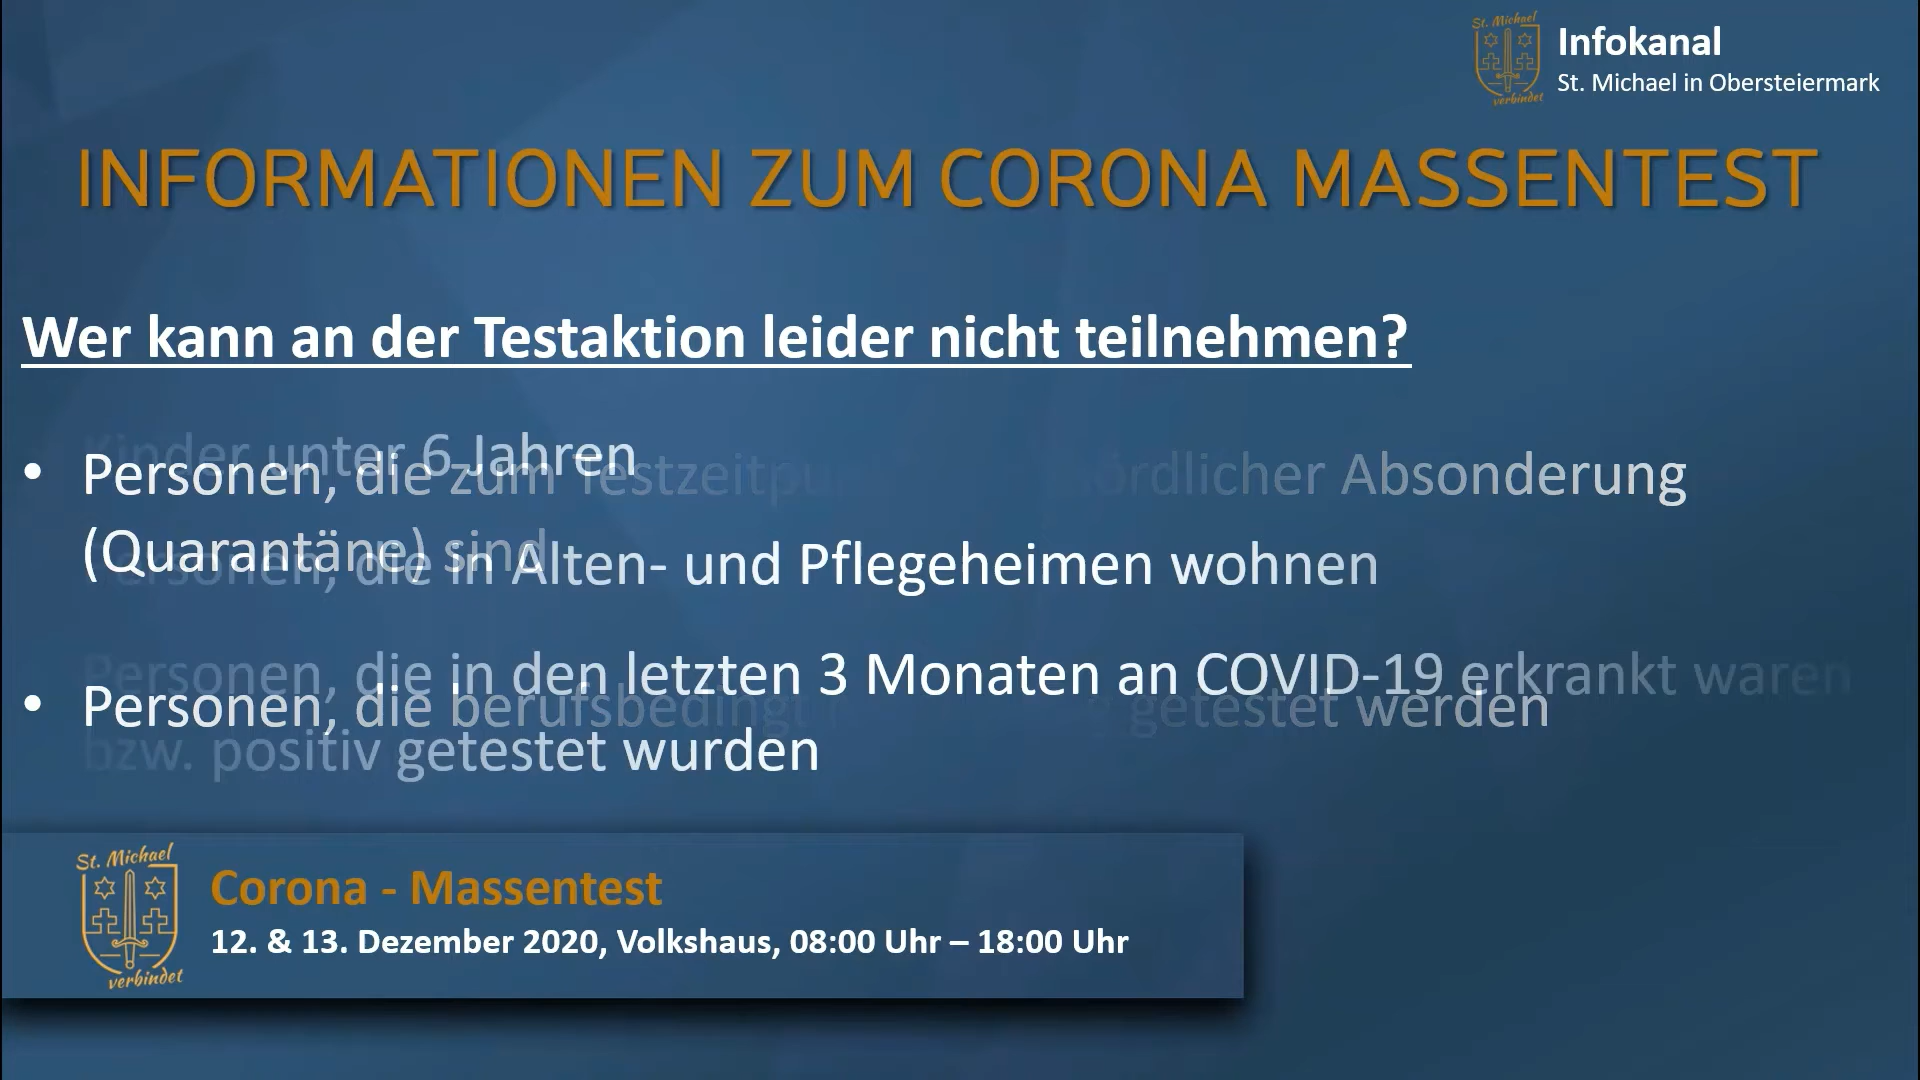 St. Michael
verbindet
Infokanal
St. Michael in Obersteiermark
INFORMATIONEN ZUM CORONA MASSENTEST
Wer kann an der Testaktion leider nicht teilnehmen?
Kinder unter 6 Jahren
• Personen, die zum Testzeitpu ördlicher Absonderung
(Quarantäne) sind
Personen, die in Alten- und Pflegeheimen wohnen
Personen, die in den letzten 3 Monaten an COVID-19 erkrankt waren
• Personen, die berufsbedingt getestet werden
bzw. positiv getestet wurden
St. Michael
verbindet
Corona - Massentest
12. & 13. Dezember 2020, Volkshaus, 08:00 Uhr – 18:00 Uhr